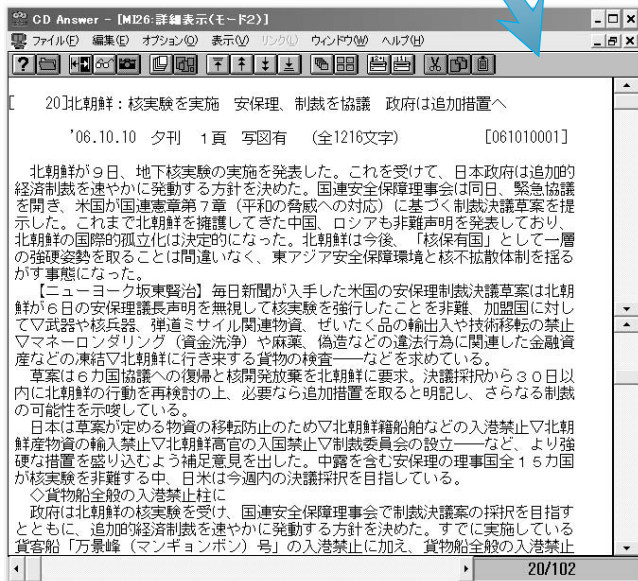 CD Answer - [MI26:詳細表示(モード2)]
ファイル(F) 編集(E) オプション(O) 表示(V) リンク(L) ウィンドウ(W) ヘルプ(H)
[ 20]北朝鮮:核実験を実施 安保理、制裁を協議 政府は追加措置へ
'06.10.10 夕刊 1頁 写図有 (全1216文字) [061010001]
北朝鮮が9日、地下核実験の実施を発表した。これを受けて、日本政府は追加的
経済制裁を速やかに発動する方針を決めた。国連安全保障理事会は同日、緊急協議
を開き、米国が国連憲章第7章(平和の脅威への対応)に基づく制裁決議草案を提
示した。これまで北朝鮮を擁護してきた中国、ロシアも非難声明を発表しており、
北朝鮮の国際的孤立化は決定的になった。北朝鮮は今後、「核保有国」として一層
の強硬姿勢を取ることは間違いなく、東アジア安全保障環境と核不拡散体制を揺る
がす事態になった。
【ニューヨーク坂東賢治】毎日新聞が入手した米国の安保理制裁決議草案は北朝
鮮が6日の安保理議長声明を無視して核実験を強行したことを非難、加盟国に対し
て▽武器や核兵器、弾道ミサイル関連物資、ぜいたく品の輸出入や技術移転の禁止
▽マネーロンダリング(資金洗浄)や麻薬、偽造などの違法行為に関連した金融資
産などの凍結▽北朝鮮に行き来する貨物の検査――などを求めている。
草案は6カ国協議への復帰と核開発放棄を北朝鮮に要求。決議採択から30日以
内に北朝鮮の行動を再検討の上、必要なら追加措置を取ると明記し、さらなる制裁
の可能性を示唆している。
日本は草案が定める物資の移転防止のため▽北朝鮮籍船舶などの入港禁止▽北朝
鮮産物資の輸入禁止▽北朝鮮高官の入国禁止▽制裁委員会の設立――など、より強
硬な措置を盛り込むよう補足意見を出した。中露を含む安保理の理事国全15カ国
が核実験を非難する中、日米は今週内の決議採択を目指している。
◇貨物船全般の入港禁止柱に
政府は北朝鮮の核実験を受け、国連安全保障理事会で制裁決議案の採択を目指す
とともに、追加的経済制裁を速やかに発動する方針を決めた。すでに実施している
貨客船「万景峰(マンギョンボン)号」の入港禁止に加え、貨物船全般の入港禁止
20/102